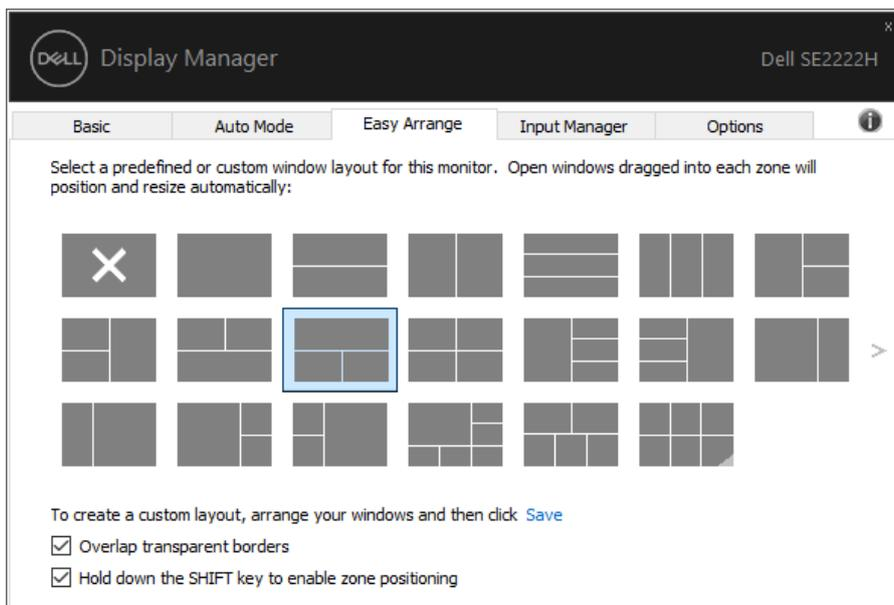 x
DELL Display Manager
Dell SE2222H
Basic
Auto Mode
Easy Arrange
Input Manager
Options
i
Select a predefined or custom window layout for this monitor.  Open windows dragged into each zone will
position and resize automatically:
>
To create a custom layout, arrange your windows and then click Save
Overlap transparent borders
Hold down the SHIFT key to enable zone positioning